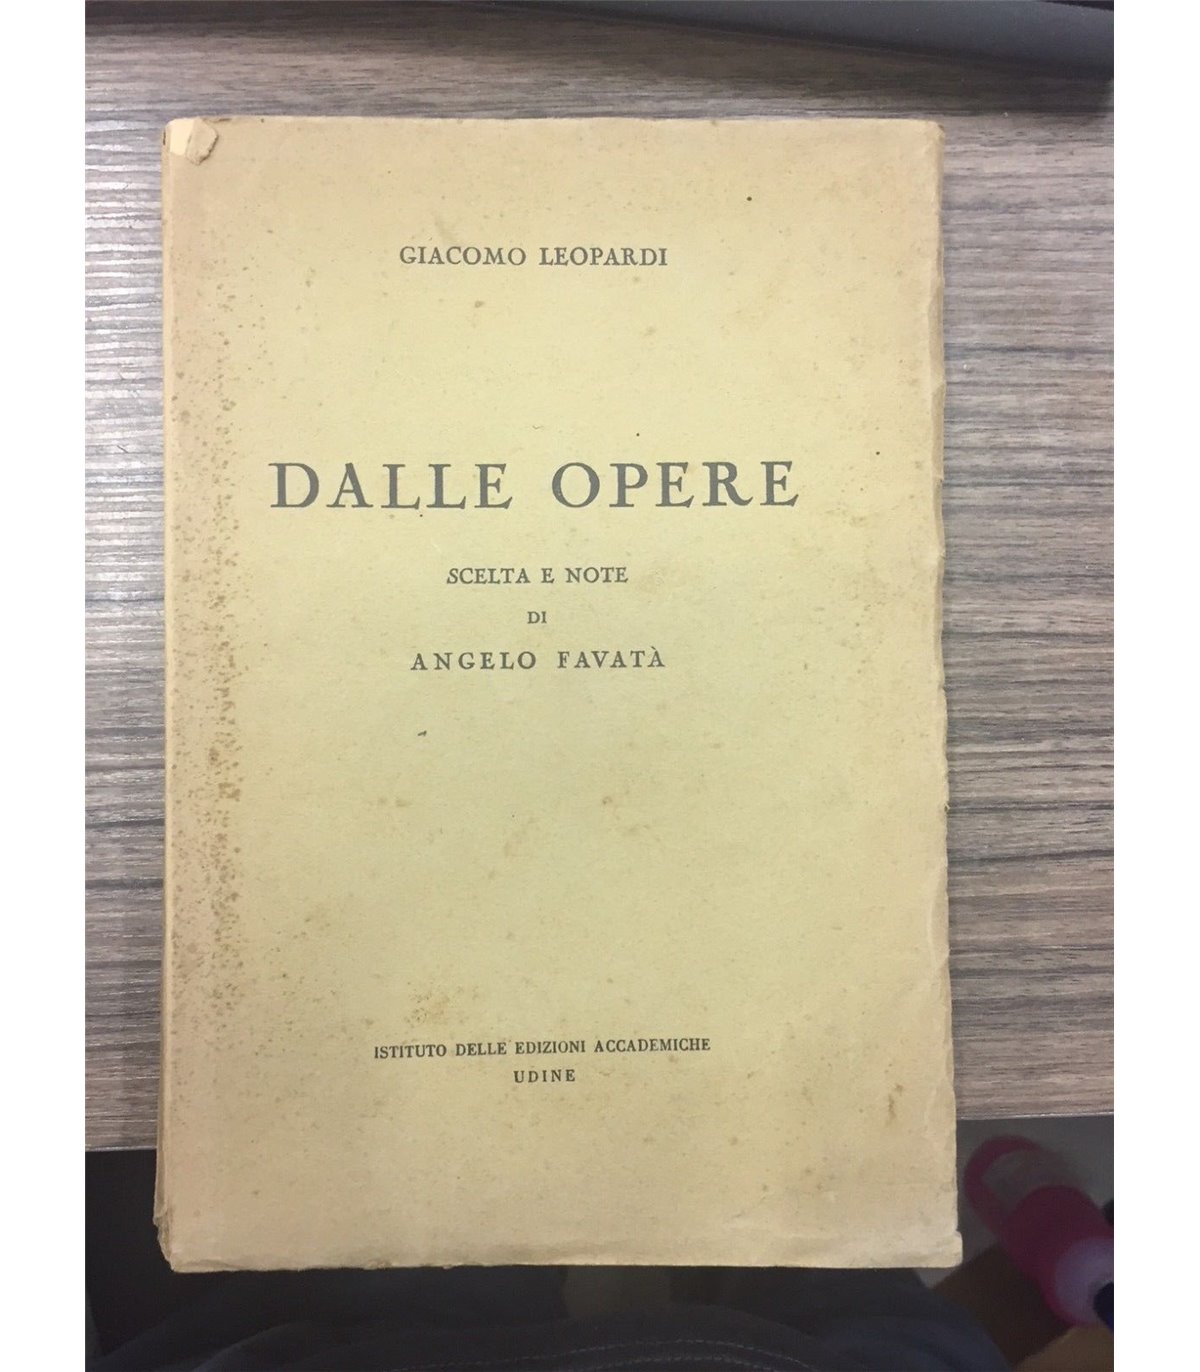 GIACOMO LEOPARDI
DALLE OPERE
SCELTA E NOTE
DI
ANGELO FAVATÀ
ISTITUTO DELLE EDIZIONI ACCADEMICHE
UDINE